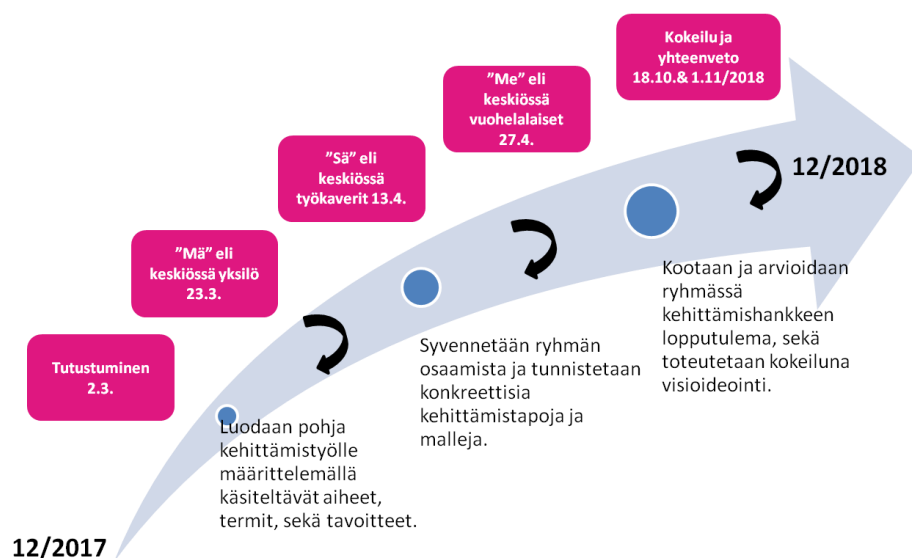 Kokeilu ja
yhteenveto
18.10.& 1.11/2018
”Me” eli
keskiössä
vuohelalaiset
27.4.
”Sä” eli
keskiössä
työkaverit 13.4.
”Mä” eli
keskiössä yksilö
23.3.
Tutustuminen
2.3.
12/2018
Kootaan ja arvioidaan
ryhmässä
kehittämishankkeen
lopputulema, sekä
toteutetaan kokeiluna
visioideointi.
Syvennetään ryhmän
osaamista ja tunnistetaan
konkreettisia
kehittämistapoja ja
malleja.
Luodaan pohja
kehittämistyölle
määrittelemällä
käsiteltävät aiheet,
termit, sekä tavoitteet.
12/2017